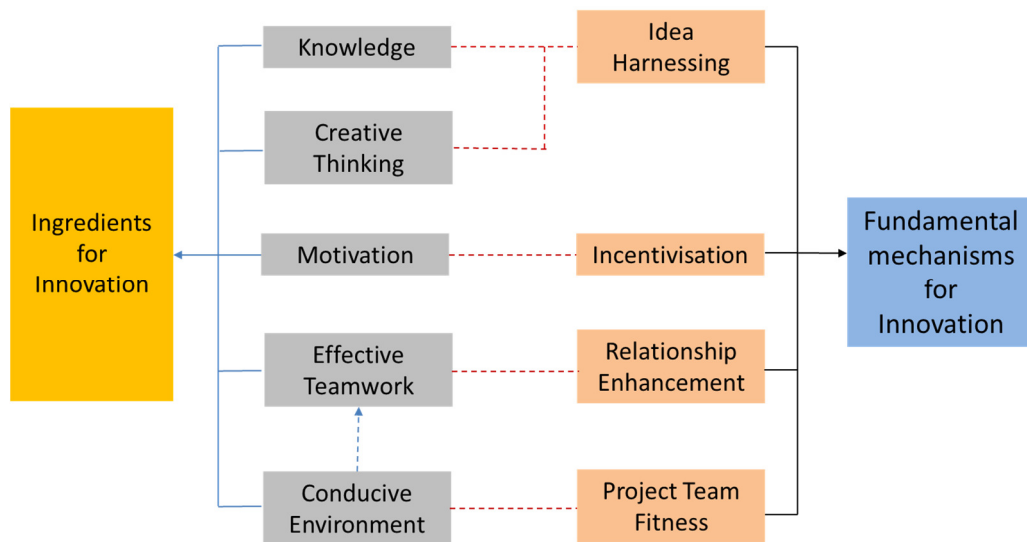 Ingredients
for
Innovation
Knowledge
Creative
Thinking
Motivation
Effective
Teamwork
Conducive
Environment
Idea
Harnessing
Incentivisation
Relationship
Enhancement
Project Team
Fitness
Fundamental
mechanisms
for
Innovation